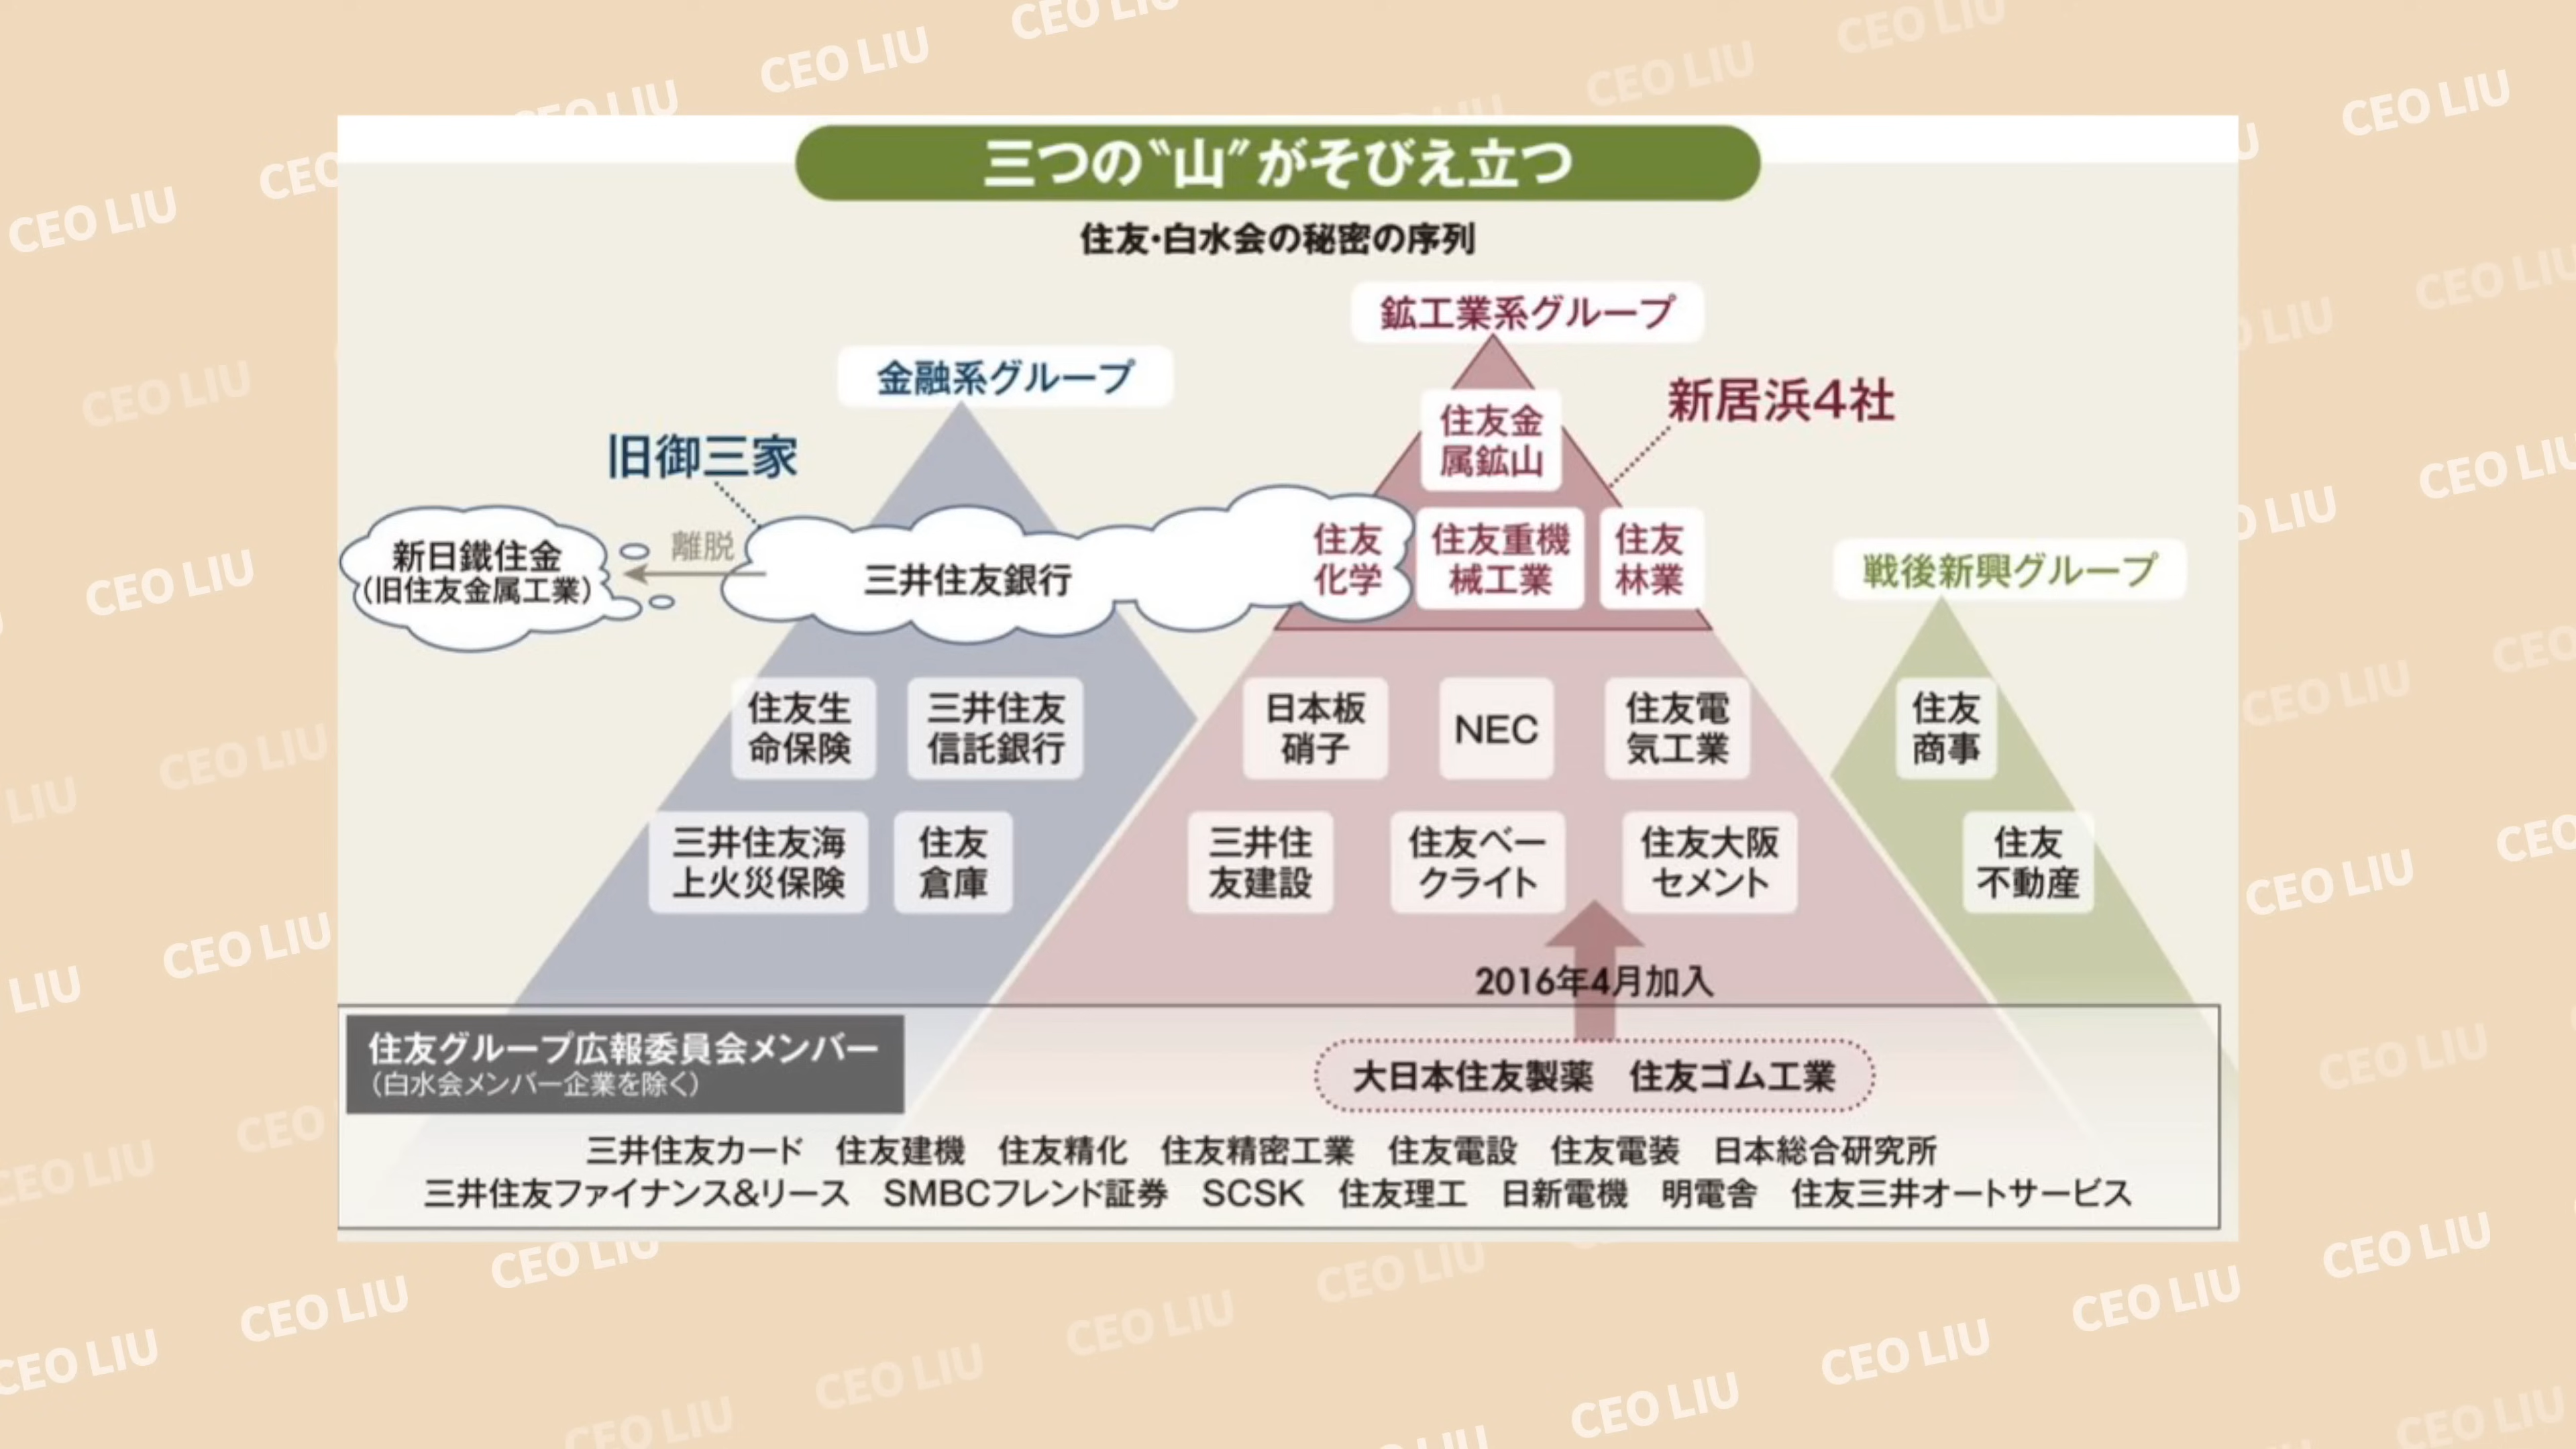 三つの〝山〟がそびえ立つ
住友・白水会の秘密の序列
鉱工業系グループ
金融系グループ
新居浜4社
旧御三家
住友金
属鉱山
新日鐵住金
(旧住友金属工業)
離脱
三井住友銀行
住友
化学
住友重機
械工業
住友
林業
戦後新興グループ
住友生
命保険
三井住友
信託銀行
日本板
硝子
NEC
住友電
気工業
住友
商事
三井住友海
上火災保険
住友
倉庫
三井住
友建設
住友ベー
クライト
住友大阪
セメント
住友
不動産
2016年4月加入
住友グループ広報委員会メンバー
(白水会メンバー企業を除く)
大日本住友製薬 住友ゴム工業
三井住友カード 住友建機 住友精化 住友精密工業 住友電設 住友電装 日本総合研究所
三井住友ファイナンス&リース SMBCフレンド証券 SCSK 住友理工 日新電機 明電舎 住友三井オートサービス
CEO LIU